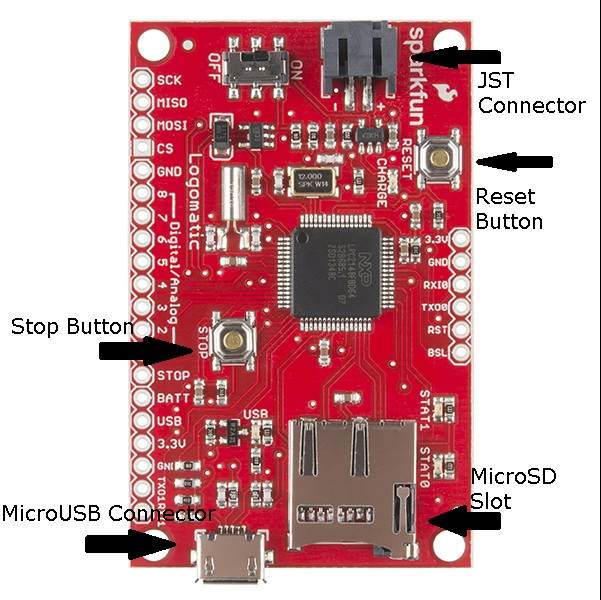 OFF
ON
-
+
sparkfun
JST
Connector
SCK
MISO
MOSI
CS
GND
8
7
6
5
4
3
2
STOP
BATT
USB
3.3V
GND
Logomatic
Digital/Analog
12.000
SPK W14
RESET
CHARGE
Reset
Button
NXP
3.3V
GND
RXI0
TXO0
RST
BSL
Stop Button
STOP
USB
STAT1
STAT0
MicroSD
Slot
MicroUSB Connector